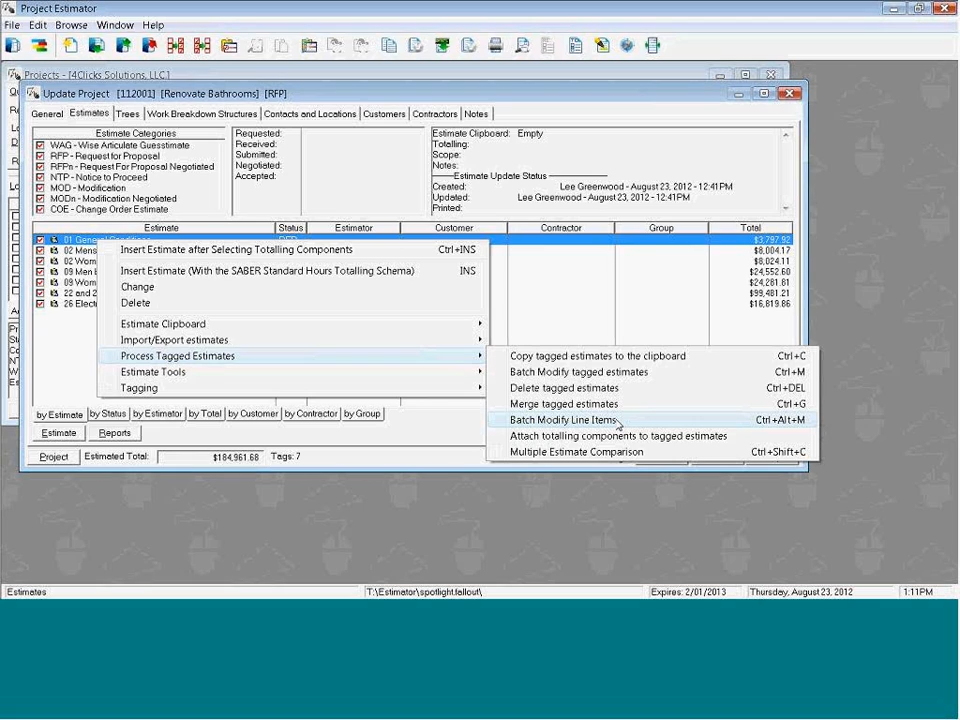 Project Estimator
File Edit Browse Window Help
Projects - [4Clicks Solutions, LLC.]
Update Project [112001] [Renovate Bathrooms] [RFP]
General Estimates Trees Work Breakdown Structures Contacts and Locations Customers Contractors Notes
Estimate Categories
WAG - Wise Articulate Guesstimate
RFP - Request for Proposal
RFPn - Request For Proposal Negotiated
NTP - Notice to Proceed
MOD - Modification
MODn - Modification Negotiated
COE - Change Order Estimate
Requested:
Received:
Submitted:
Negotiated:
Accepted:
Estimate Clipboard: Empty
Totalling:
Scope:
Notes:
Estimate Update Status
Created: Lee Greenwood - August 23, 2012 - 12:41PM
Updated: Lee Greenwood - August 23, 2012 - 12:41PM
Printed:
Estimate Status Estimator Customer Contractor Group Total
01 General Conditions $3,797.92
02 Mens $8,004.17
02 Wom $8,024.11
09 Men $24,552.60
09 Wom $24,281.81
22 and 2 $99,481.21
26 Elect $16,819.86
Insert Estimate after Selecting Totalling Components Ctrl+INS
Insert Estimate (With the SABER Standard Hours Totalling Schema) INS
Change
Delete
Estimate Clipboard
Import/Export estimates
Process Tagged Estimates
Estimate Tools
Tagging
Copy tagged estimates to the clipboard Ctrl+C
Batch Modify tagged estimates Ctrl+M
Delete tagged estimates Ctrl+DEL
Merge tagged estimates Ctrl+G
Batch Modify Line Items Ctrl+Alt+M
Attach totalling components to tagged estimates
Multiple Estimate Comparison Ctrl+Shift+C
by Estimate by Status by Estimator by Total by Customer by Contractor by Group
Estimate Reports
Project Estimated Total: $184,961.68 Tags: 7
Estimates T:\Estimator\spotlight.fallout\ Expires: 2/01/2013 Thursday, August 23, 2012 1:11PM